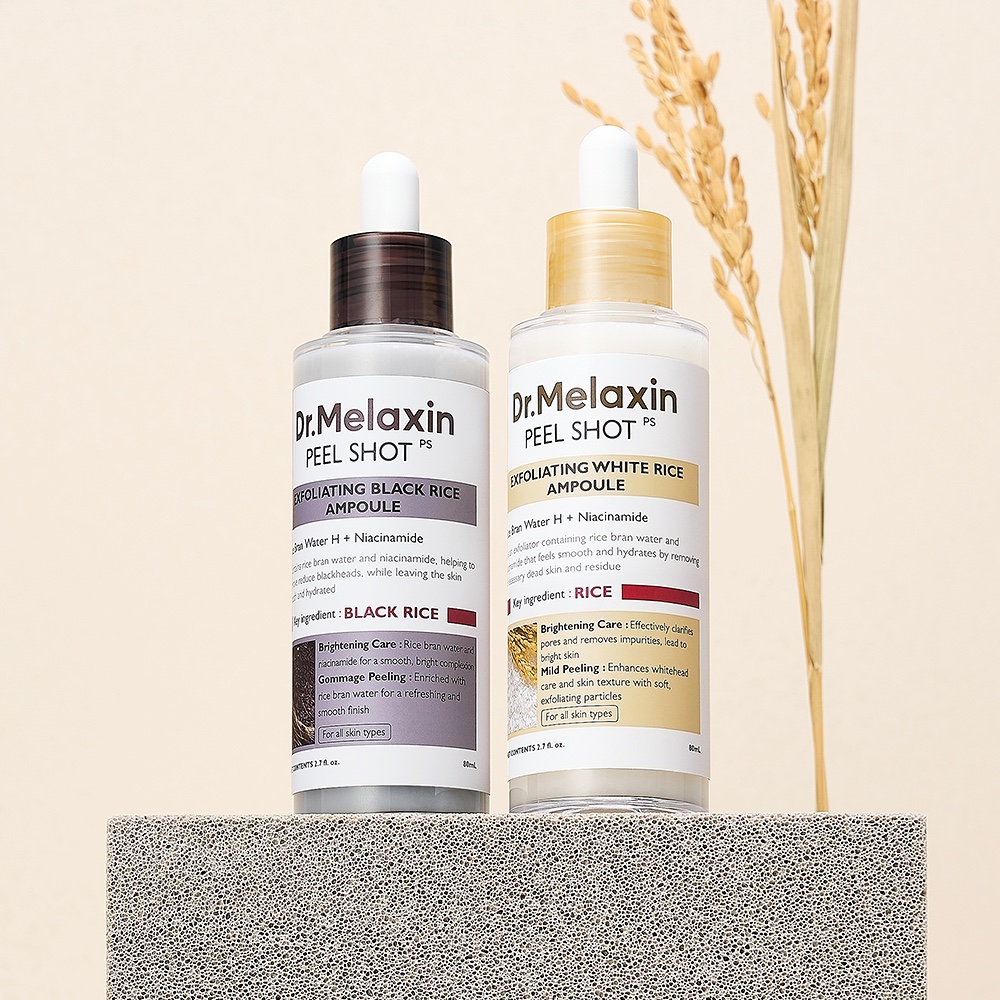 Dr.Melaxin
PEEL SHOT PS
EXFOLIATING BLACK RICE
AMPOULE
Bran Water H + Niacinamide
rice bran water and niacinamide, helping to
reduce blackheads, while leaving the skin
and hydrated
Key ingredient : BLACK RICE
Brightening Care : Rice bran water and
niacinamide for a smooth, bright complexion
Gommage Peeling : Enriched with
rice bran water for a refreshing and
smooth finish
For all skin types
CONTENTS 2.7 fl. oz. 80mL
Dr.Melaxin
PEEL SHOT PS
EXFOLIATING WHITE RICE
AMPOULE
Bran Water H + Niacinamide
exfoliator containing rice bran water and
that feels smooth and hydrates by removing
dead skin and residue
Key ingredient : RICE
Brightening Care : Effectively clarifies
pores and removes impurities, lead to
bright skin
Mild Peeling : Enhances whitehead
care and skin texture with soft,
exfoliating particles
For all skin types
CONTENTS 2.7 fl. oz. 80mL